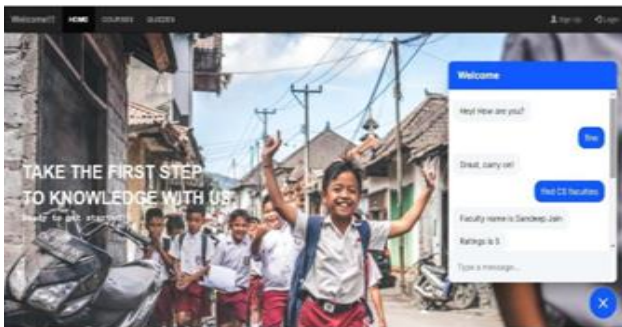 Welcome!!! HOME COURSES QUIZZES Sign Up Login
TAKE THE FIRST STEP
TO KNOWLEDGE WITH US
Ready to get started?
Welcome
Hey! How are you?
fine
Great, carry on!
find CS faculties
Faculty name is Sandeep Jain
Ratings is 5
Type a message...